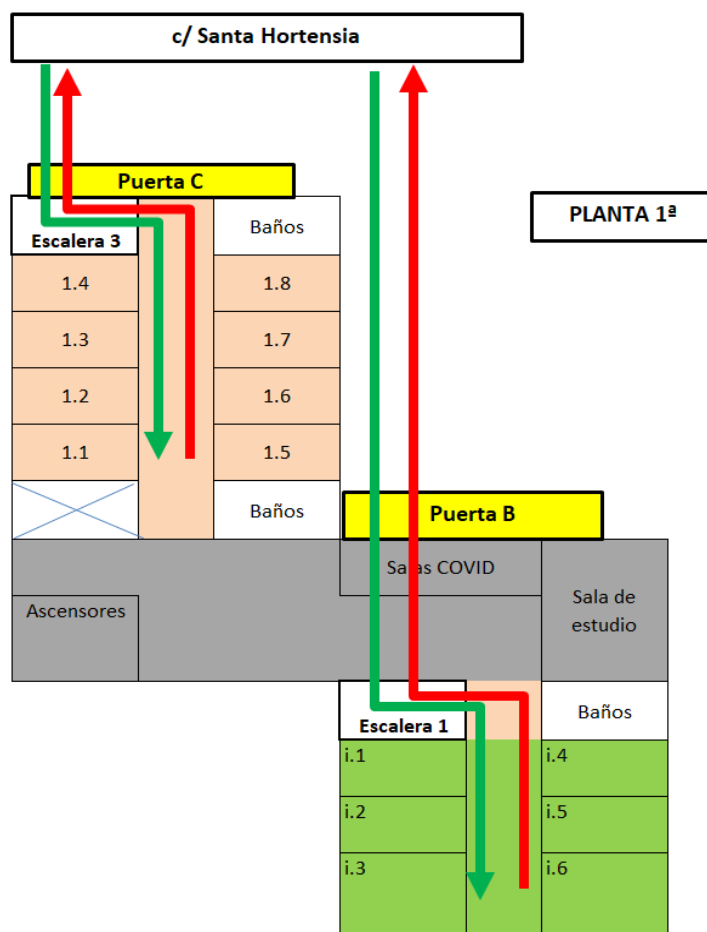 c/ Santa Hortensia
Puerta C
PLANTA 1ª
Escalera 3
Baños
1.4
1.8
1.3
1.7
1.2
1.6
1.1
1.5
Baños
Puerta B
Salas COVID
Ascensores
Sala de
estudio
Escalera 1
Baños
i.1
i.4
i.2
i.5
i.3
i.6